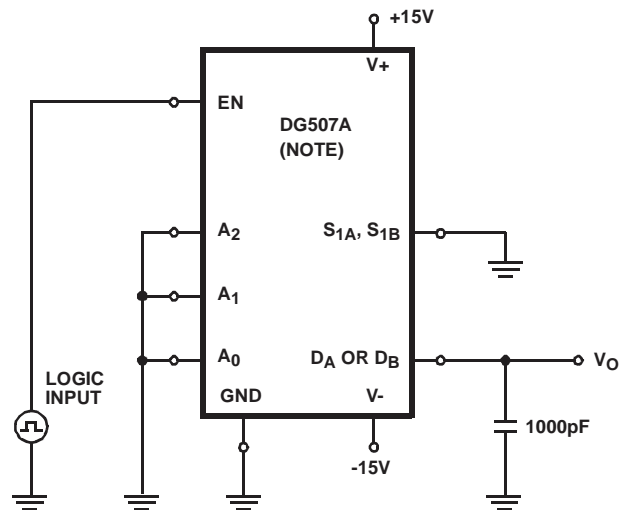 +15V
V+
EN
DG507A
(NOTE)
A2
S1A, S1B
A1
A0
DA OR DB
VO
LOGIC
INPUT
GND
V-
1000pF
-15V